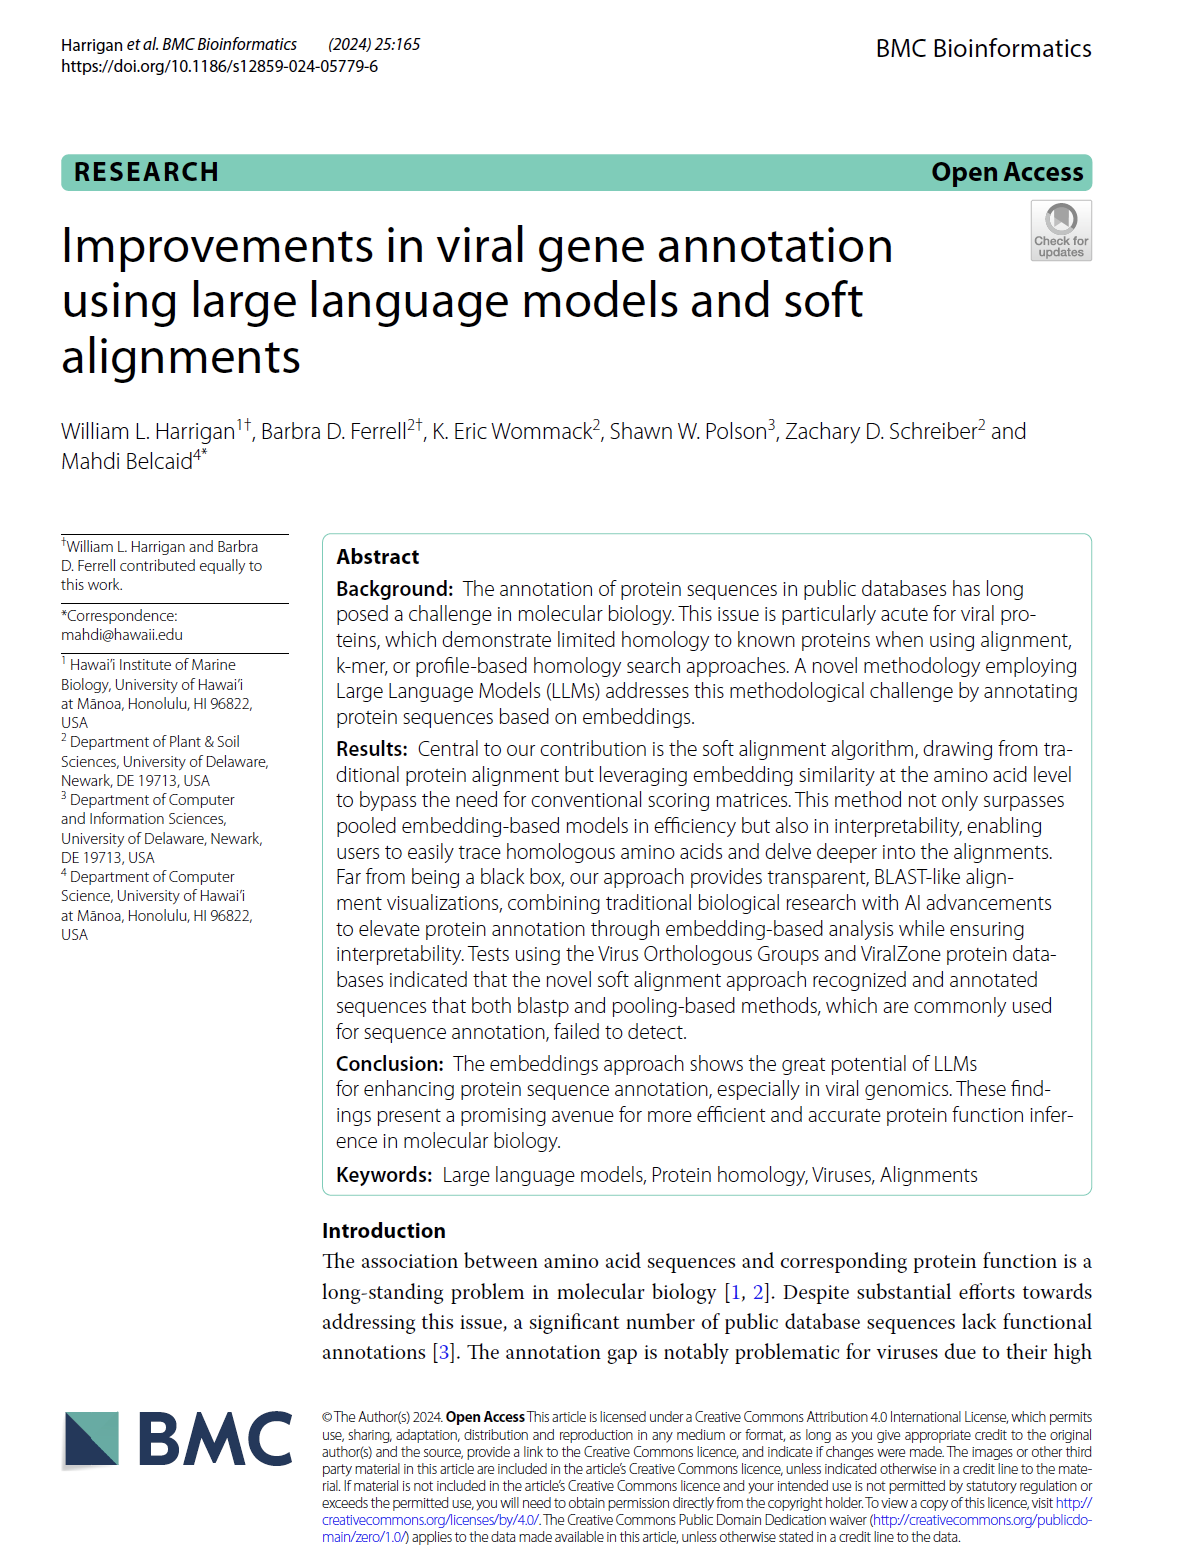 Harrigan et al. BMC Bioinformatics (2024) 25:165
https://doi.org/10.1186/s12859-024-05779-6
BMC Bioinformatics
RESEARCH
Open Access
Check for
updates
Improvements in viral gene annotation
using large language models and soft
alignments
William L. Harrigan1†, Barbra D. Ferrell2†, K. Eric Wommack2, Shawn W. Polson3, Zachary D. Schreiber2 and
Mahdi Belcaid4*
†William L. Harrigan and Barbra
D. Ferrell contributed equally to
this work.
*Correspondence:
mahdi@hawaii.edu
1 Hawai'i Institute of Marine
Biology, University of Hawai'i
at Mānoa, Honolulu, HI 96822,
USA
2 Department of Plant & Soil
Sciences, University of Delaware,
Newark, DE 19713, USA
3 Department of Computer
and Information Sciences,
University of Delaware, Newark,
DE 19713, USA
4 Department of Computer
Science, University of Hawai'i
at Mānoa, Honolulu, HI 96822,
USA
Abstract
Background: The annotation of protein sequences in public databases has long
posed a challenge in molecular biology. This issue is particularly acute for viral pro-
teins, which demonstrate limited homology to known proteins when using alignment,
k-mer, or profile-based homology search approaches. A novel methodology employing
Large Language Models (LLMs) addresses this methodological challenge by annotating
protein sequences based on embeddings.
Results: Central to our contribution is the soft alignment algorithm, drawing from tra-
ditional protein alignment but leveraging embedding similarity at the amino acid level
to bypass the need for conventional scoring matrices. This method not only surpasses
pooled embedding-based models in efficiency but also in interpretability, enabling
users to easily trace homologous amino acids and delve deeper into the alignments.
Far from being a black box, our approach provides transparent, BLAST-like align-
ment visualizations, combining traditional biological research with AI advancements
to elevate protein annotation through embedding-based analysis while ensuring
interpretability. Tests using the Virus Orthologous Groups and ViralZone protein data-
bases indicated that the novel soft alignment approach recognized and annotated
sequences that both blastp and pooling-based methods, which are commonly used
for sequence annotation, failed to detect.
Conclusion: The embeddings approach shows the great potential of LLMs
for enhancing protein sequence annotation, especially in viral genomics. These find-
ings present a promising avenue for more efficient and accurate protein function infer-
ence in molecular biology.
Keywords: Large language models, Protein homology, Viruses, Alignments
Introduction
The association between amino acid sequences and corresponding protein function is a
long-standing problem in molecular biology [1, 2]. Despite substantial efforts towards
addressing this issue, a significant number of public database sequences lack functional
annotations [3]. The annotation gap is notably problematic for viruses due to their high
BMC
© The Author(s) 2024. Open Access This article is licensed under a Creative Commons Attribution 4.0 International License, which permits
use, sharing, adaptation, distribution and reproduction in any medium or format, as long as you give appropriate credit to the original
author(s) and the source, provide a link to the Creative Commons licence, and indicate if changes were made. The images or other third
party material in this article are included in the article's Creative Commons licence, unless indicated otherwise in a credit line to the mate-
rial. If material is not included in the article's Creative Commons licence and your intended use is not permitted by statutory regulation or
exceeds the permitted use, you will need to obtain permission directly from the copyright holder. To view a copy of this licence, visit http://
creativecommons.org/licenses/by/4.0/. The Creative Commons Public Domain Dedication waiver (http://creativecommons.org/publicdo-
main/zero/1.0/) applies to the data made available in this article, unless otherwise stated in a credit line to the data.